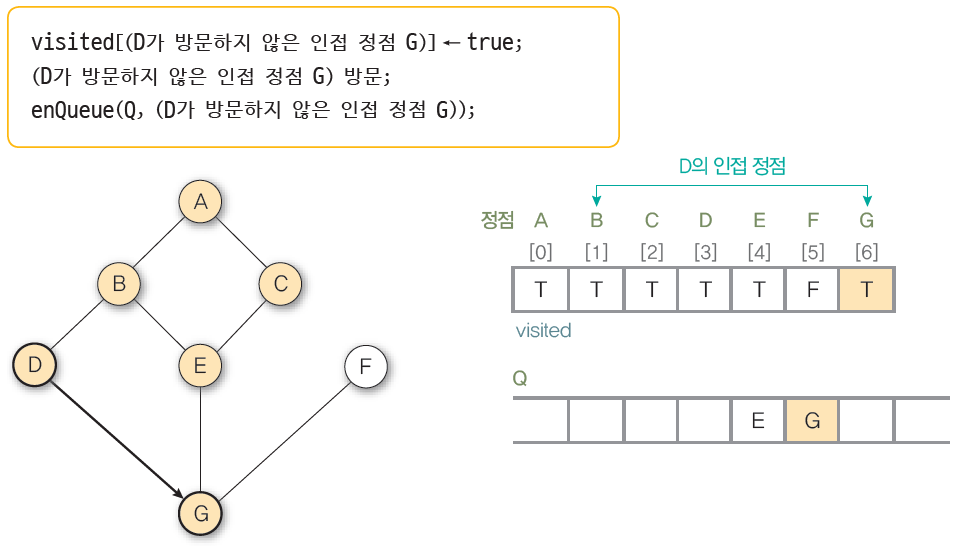 visited[(D가 방문하지 않은 인접 정점 G)] ← true;
(D가 방문하지 않은 인접 정점 G) 방문;
enQueue(Q, (D가 방문하지 않은 인접 정점 G));
D의 인접 정점
정점 A B C D E F G
[0] [1] [2] [3] [4] [5] [6]
T T T T T F T
visited
Q
E G
A
B C
D E F
G